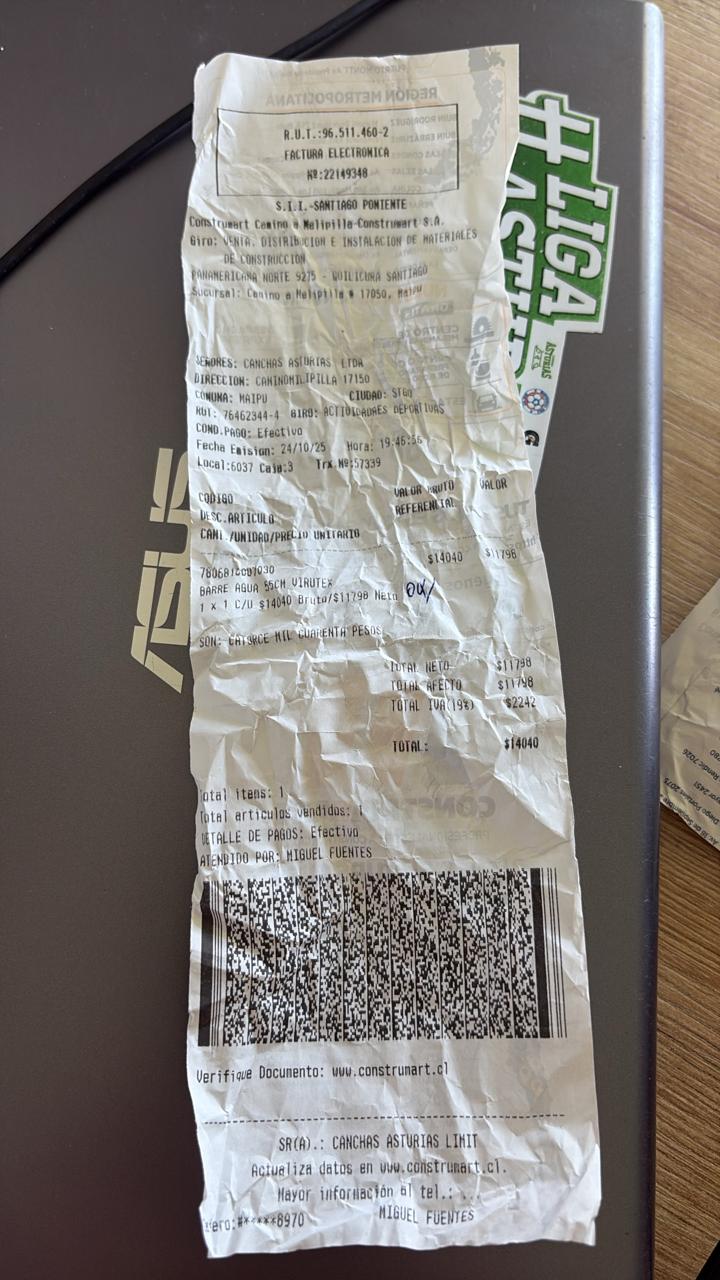 R.U.T.:96.511.460-2
FACTURA ELECTRONICA
Nº:22149348
S.I.I.-SANTIAGO PONIENTE
Construmart Camino a Melipilla-Construmart S.A.
Giro: VENTA, DISTRIBUCION E INSTALACION DE MATERIALES
DE CONSTRUCCION
PANAMERICANA NORTE 9275 - QUILICURA SANTIAGO
Sucursal: Camino a Melipilla # 17050, Maipu
SEÑORES: CANCHAS ASTURIAS LTDA
DIRECCION: CAMINOMILIPILLA 17150
COMUNA: MAIPU CIUDAD: STGO
RUT: 76462344-4 GIRO: ACTIVIDADES DEPORTIVAS
COND.PAGO: Efectivo
Fecha Emision: 24/10/25 Hora: 19:46:56
Local:6037 Caja:3 Trx.Nº:57339
CODIGO VALOR BRUTO VALOR
DESC.ARTICULO REFERENCIAL
CANT./UNIDAD/PRECIO UNITARIO
$14040 $11798
BARRE AGUA 55CM VIRUTEX
1 x 1 C/U $14040 Bruto/$11798 Neto
SON: CATORCE MIL CUARENTA PESOS
TOTAL NETO $11798
TOTAL AFECTO $11798
TOTAL IVA(19%) $2242
TOTAL: $14040
Total items: 1
Total articulos vendidos: 1
DETALLE DE PAGOS: Efectivo
ATENDIDO POR: MIGUEL FUENTES
Verifique Documento: www.construmart.cl
SR(A).: CANCHAS ASTURIAS LIMIT
Actualiza datos en www.construmart.cl.
Mayor información al tel.: ...
#*****8970 MIGUEL FUENTES
#LIGA
ASTURIAS
ASUS